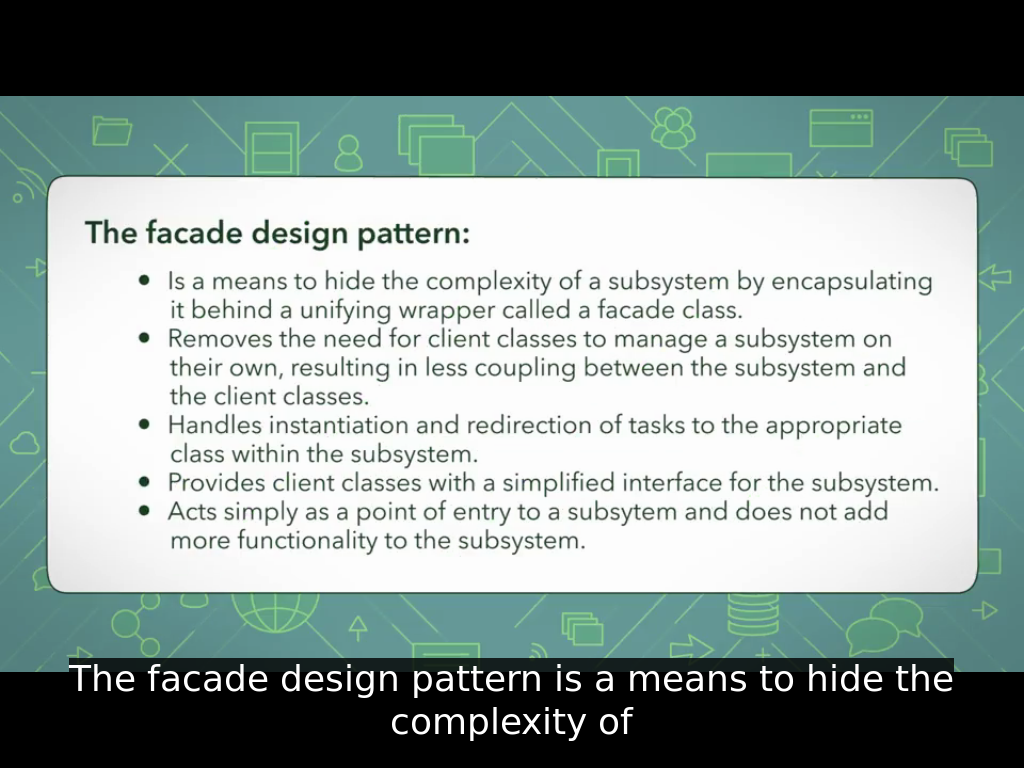 The facade design pattern:
• Is a means to hide the complexity of a subsystem by encapsulating
it behind a unifying wrapper called a facade class.
• Removes the need for client classes to manage a subsystem on
their own, resulting in less coupling between the subsystem and
the client classes.
• Handles instantiation and redirection of tasks to the appropriate
class within the subsystem.
• Provides client classes with a simplified interface for the subsystem.
• Acts simply as a point of entry to a subsytem and does not add
more functionality to the subsystem.
The facade design pattern is a means to hide the
complexity of